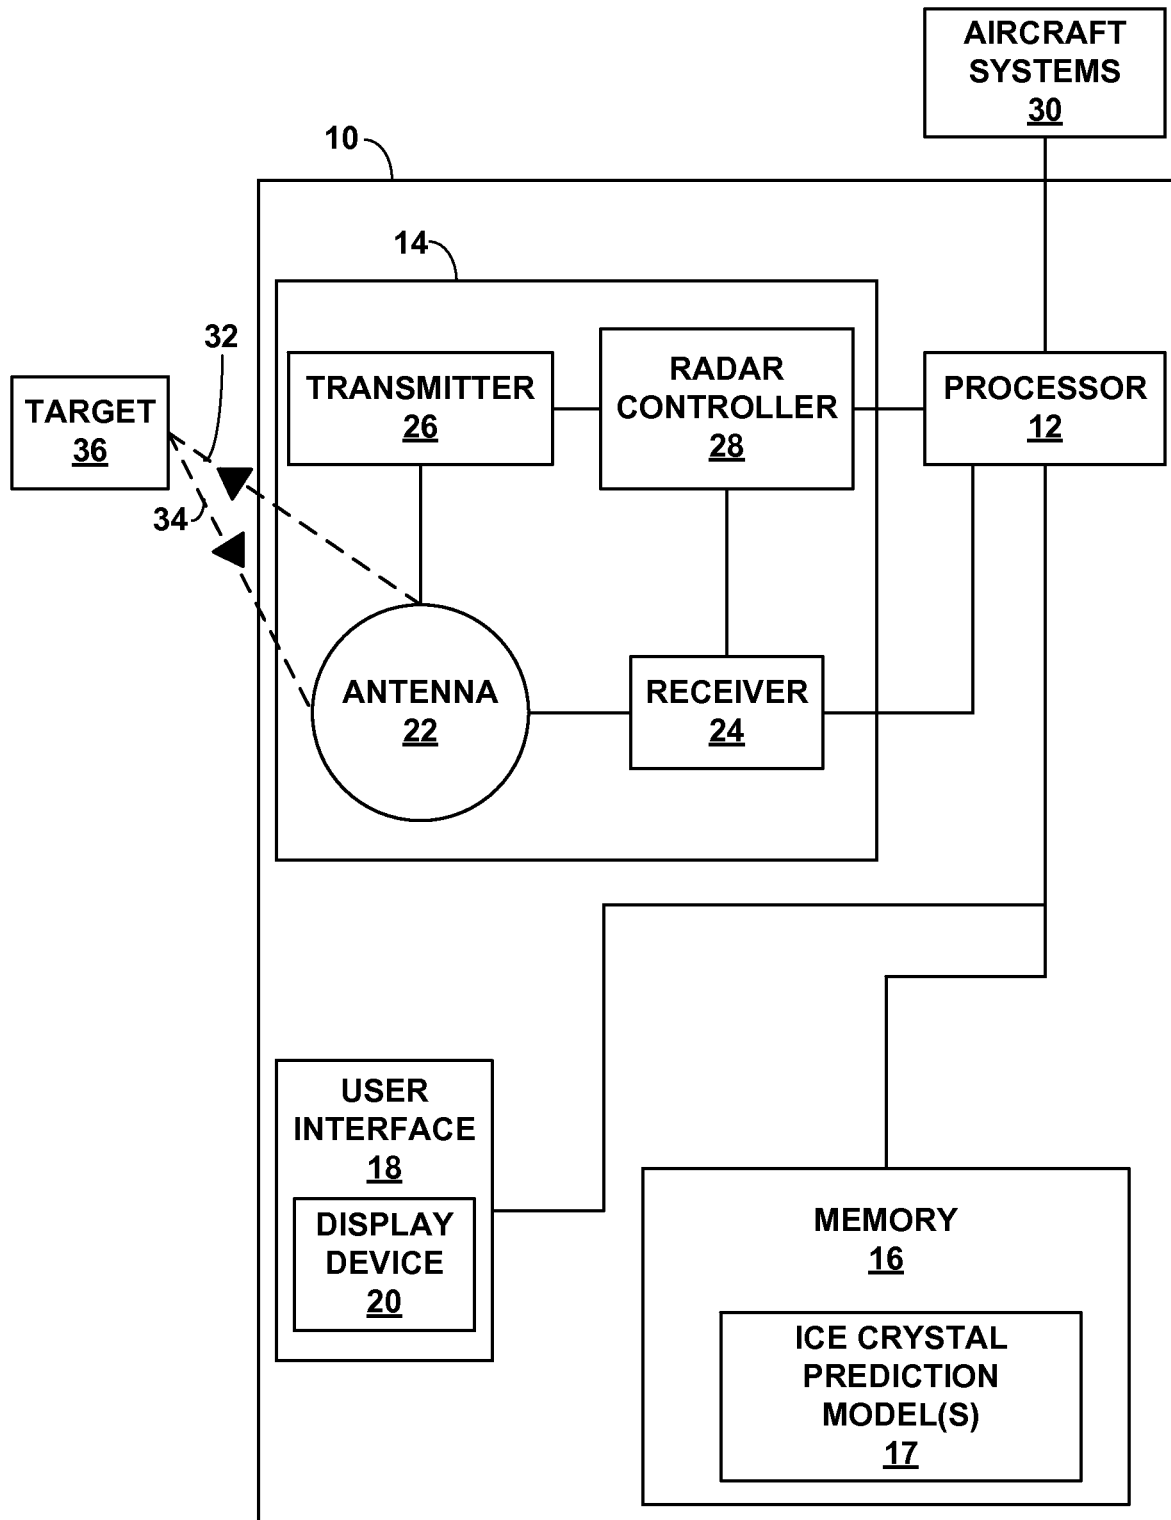 AIRCRAFT
SYSTEMS
30
10
14
32
TARGET
36
34
TRANSMITTER
26
RADAR
CONTROLLER
28
PROCESSOR
12
ANTENNA
22
RECEIVER
24
USER
INTERFACE
18
DISPLAY
DEVICE
20
MEMORY
16
ICE CRYSTAL
PREDICTION
MODEL(S)
17